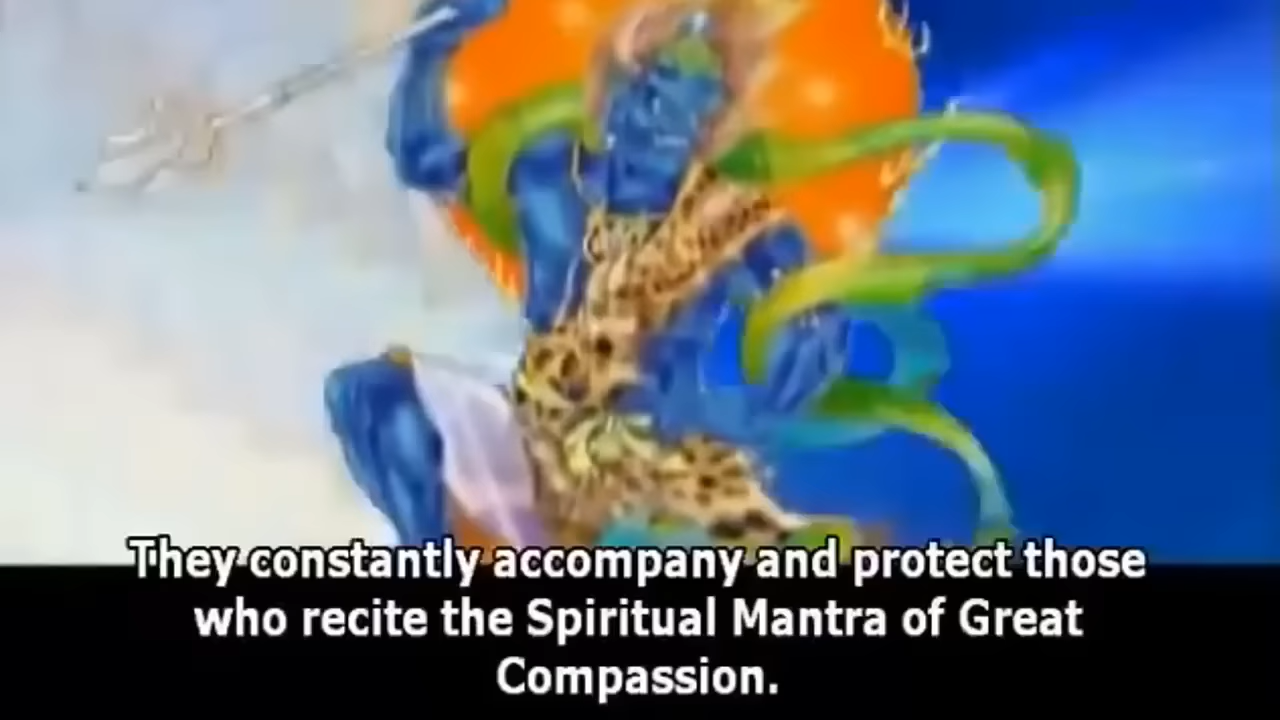 They constantly accompany and protect those
who recite the Spiritual Mantra of Great
Compassion.